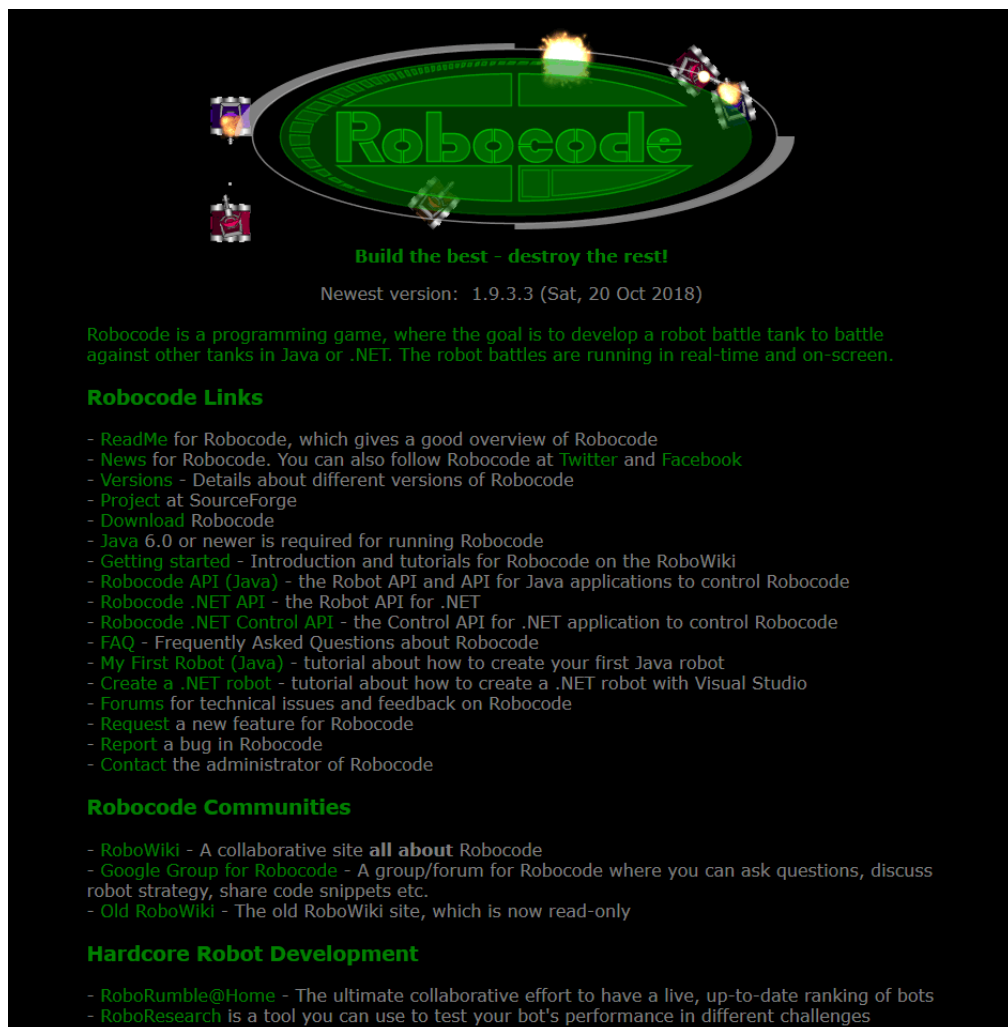 Robocode
Build the best - destroy the rest!
Newest version: 1.9.3.3 (Sat, 20 Oct 2018)
Robocode is a programming game, where the goal is to develop a robot battle tank to battle
against other tanks in Java or .NET. The robot battles are running in real-time and on-screen.
Robocode Links
- ReadMe for Robocode, which gives a good overview of Robocode
- News for Robocode. You can also follow Robocode at Twitter and Facebook
- Versions - Details about different versions of Robocode
- Project at SourceForge
- Download Robocode
- Java 6.0 or newer is required for running Robocode
- Getting started - Introduction and tutorials for Robocode on the RoboWiki
- Robocode API (Java) - the Robot API and API for Java applications to control Robocode
- Robocode .NET API - the Robot API for .NET
- Robocode .NET Control API - the Control API for .NET application to control Robocode
- FAQ - Frequently Asked Questions about Robocode
- My First Robot (Java) - tutorial about how to create your first Java robot
- Create a .NET robot - tutorial about how to create a .NET robot with Visual Studio
- Forums for technical issues and feedback on Robocode
- Request a new feature for Robocode
- Report a bug in Robocode
- Contact the administrator of Robocode
Robocode Communities
- RoboWiki - A collaborative site all about Robocode
- Google Group for Robocode - A group/forum for Robocode where you can ask questions, discuss
robot strategy, share code snippets etc.
- Old RoboWiki - The old RoboWiki site, which is now read-only
Hardcore Robot Development
- RoboRumble@Home - The ultimate collaborative effort to have a live, up-to-date ranking of bots
- RoboResearch is a tool you can use to test your bot's performance in different challenges